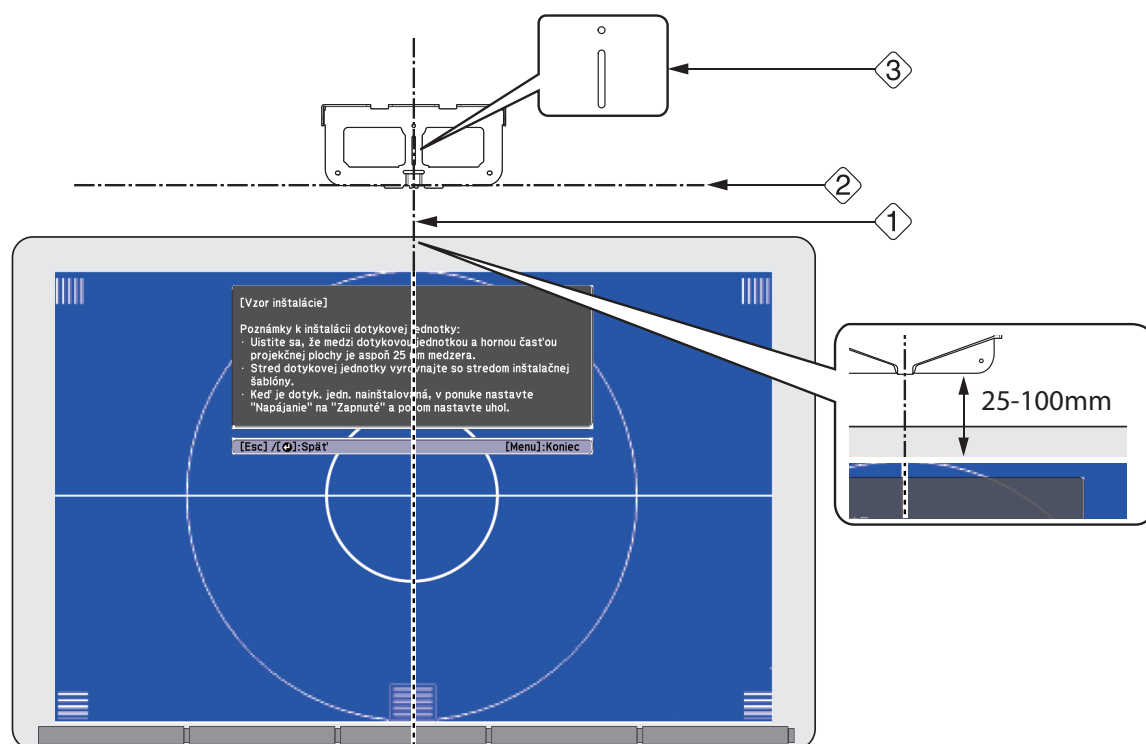 3
2
1
[Vzor inštalácie]
Poznámky k inštalácii dotykovej jednotky:
· Uistite sa, že medzi dotykovou jednotkou a hornou časťou
projekčnej plochy je aspoň 25 mm medzera.
· Stred dotykovej jednotky vyrovnajte so stredom inštalačnej
šablóny.
· Keď je dotyk. jedn. nainštalovaná, v ponuke nastavte
"Napájanie" na "Zapnuté" a potom nastavte uhol.
[Esc] /[⏎]:Späť [Menu]:Koniec
25-100mm